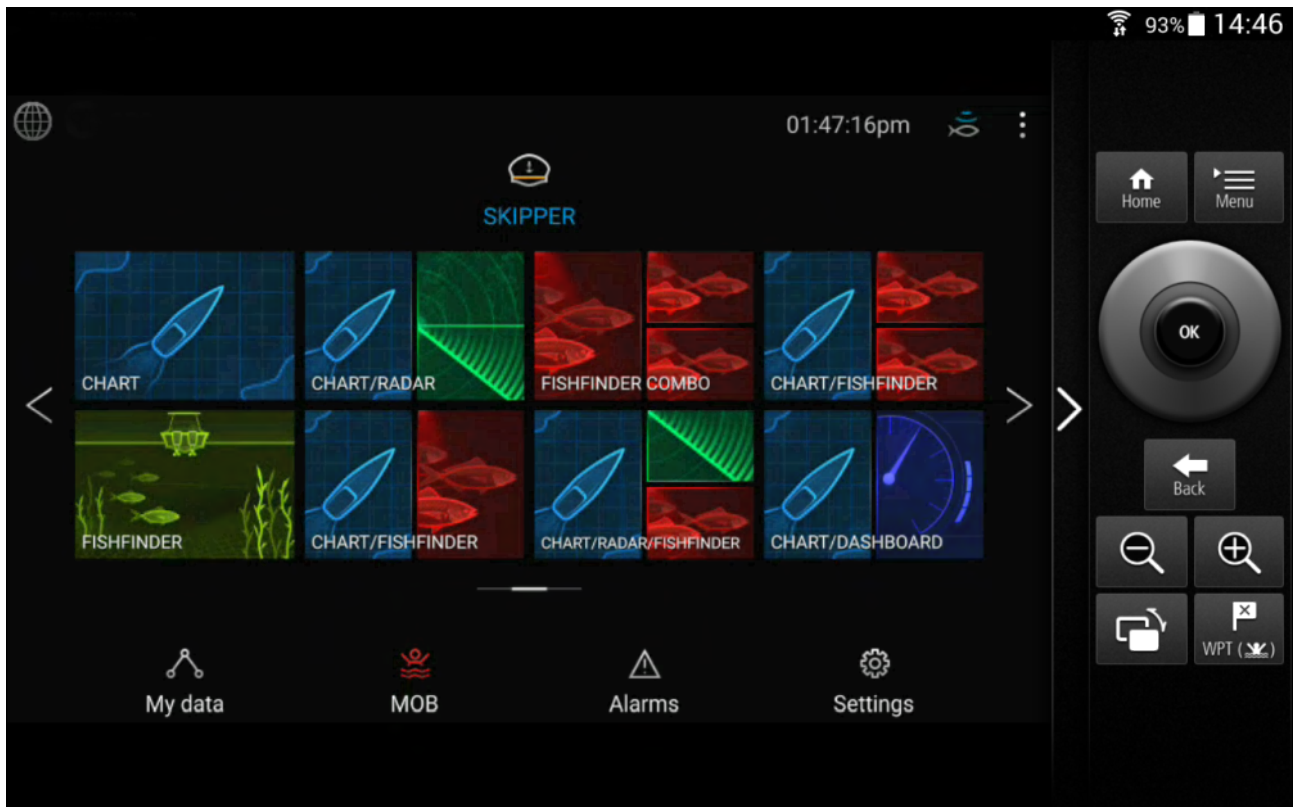 93% 14:46
01:47:16pm
SKIPPER
Home Menu
CHART CHART/RADAR FISHFINDER COMBO CHART/FISHFINDER
OK
Back
FISHFINDER CHART/FISHFINDER CHART/RADAR/FISHFINDER CHART/DASHBOARD
WPT ( )
My data MOB Alarms Settings